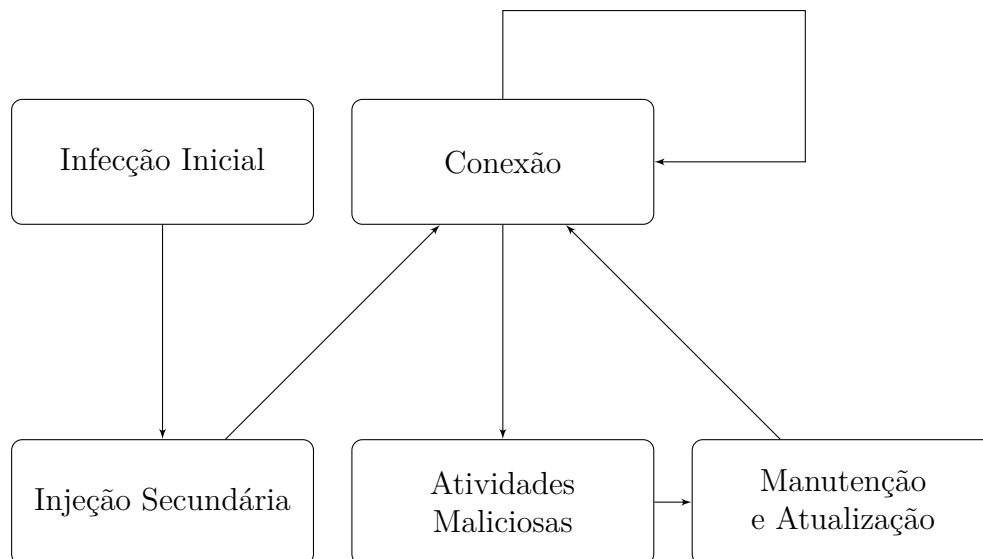 Infecção Inicial
Conexão
Injeção Secundária
Atividades
Maliciosas
Manutenção
e Atualização